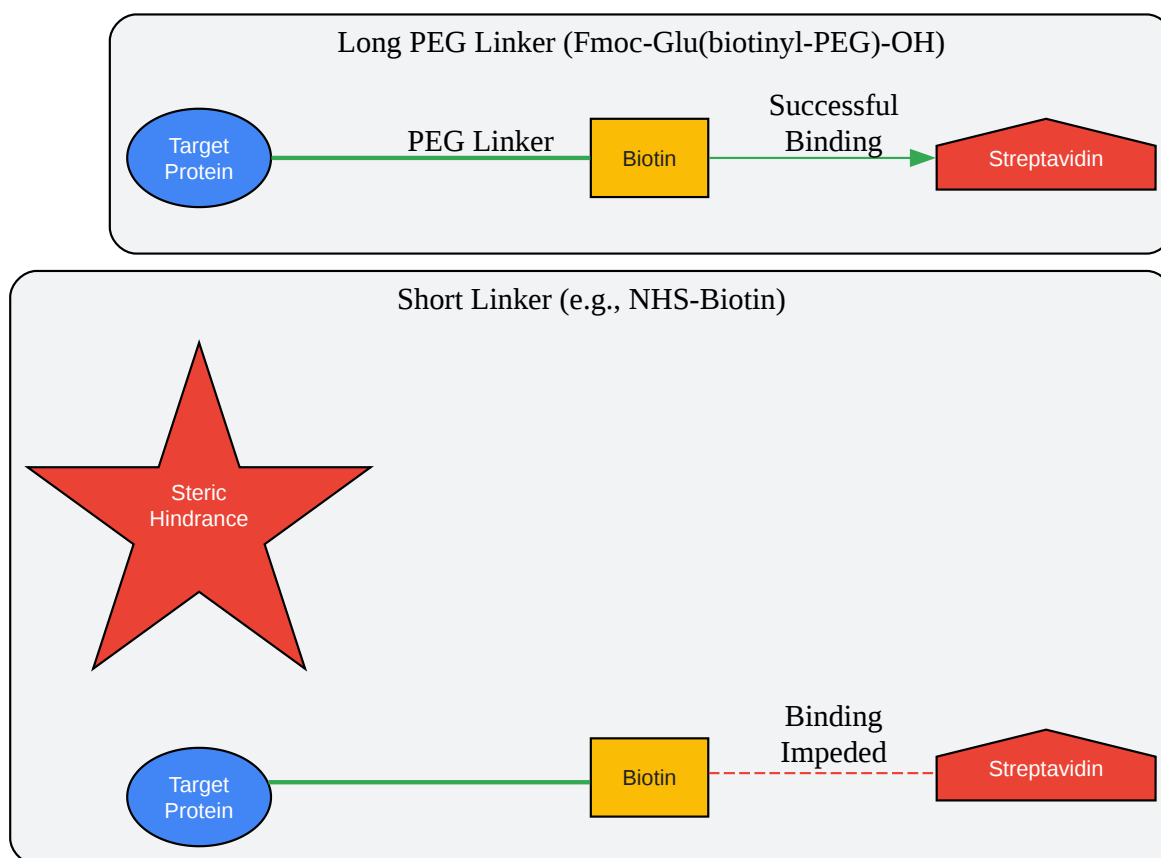 Long PEG Linker (Fmoc-Glu(biotinyl-PEG)-OH)
Target
Protein
PEG Linker
Biotin
Successful
Binding
Streptavidin
Short Linker (e.g., NHS-Biotin)
Steric
Hindrance
Target
Protein
Biotin
Binding
Impeded
Streptavidin